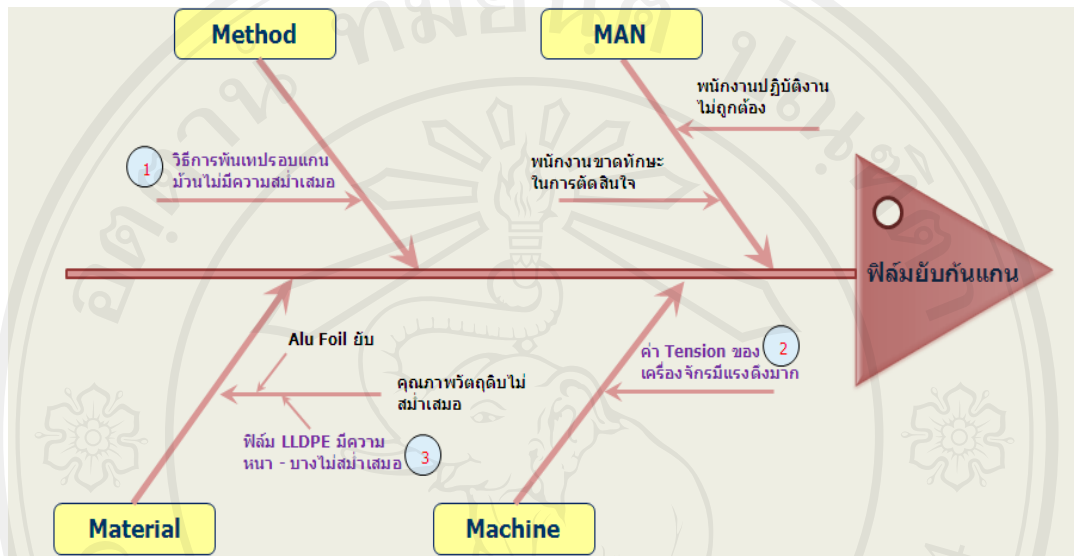 Method
MAN
พนักงานปฏิบัติงาน
ไม่ถูกต้อง
1
วิธีการพันเทปรอบแกน
ม้วนไม่มีความสม่ำเสมอ
พนักงานขาดทักษะ
ในการตัดสินใจ
ฟิล์มยับก้นแกน
Alu Foil ยับ
คุณภาพวัตถุดิบไม่
สม่ำเสมอ
ค่า Tension ของ
เครื่องจักรมีแรงดึงมาก
2
ฟิล์ม LLDPE มีความ
หนา - บางไม่สม่ำเสมอ
3
Material
Machine